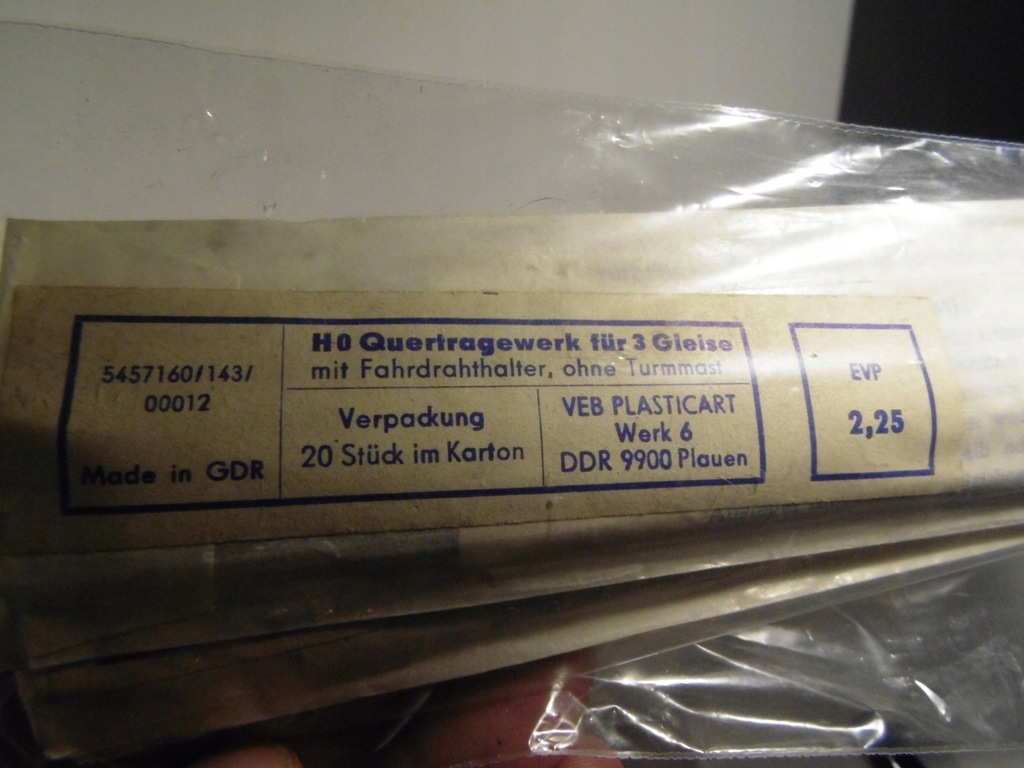 5457160/143/
00012
Made in GDR
H0 Quertragewerk für 3 Gleise
mit Fahrdrahthalter, ohne Turmmast
Verpackung
20 Stück im Karton
VEB PLASTICART
Werk 6
DDR 9900 Plauen
EVP
2,25